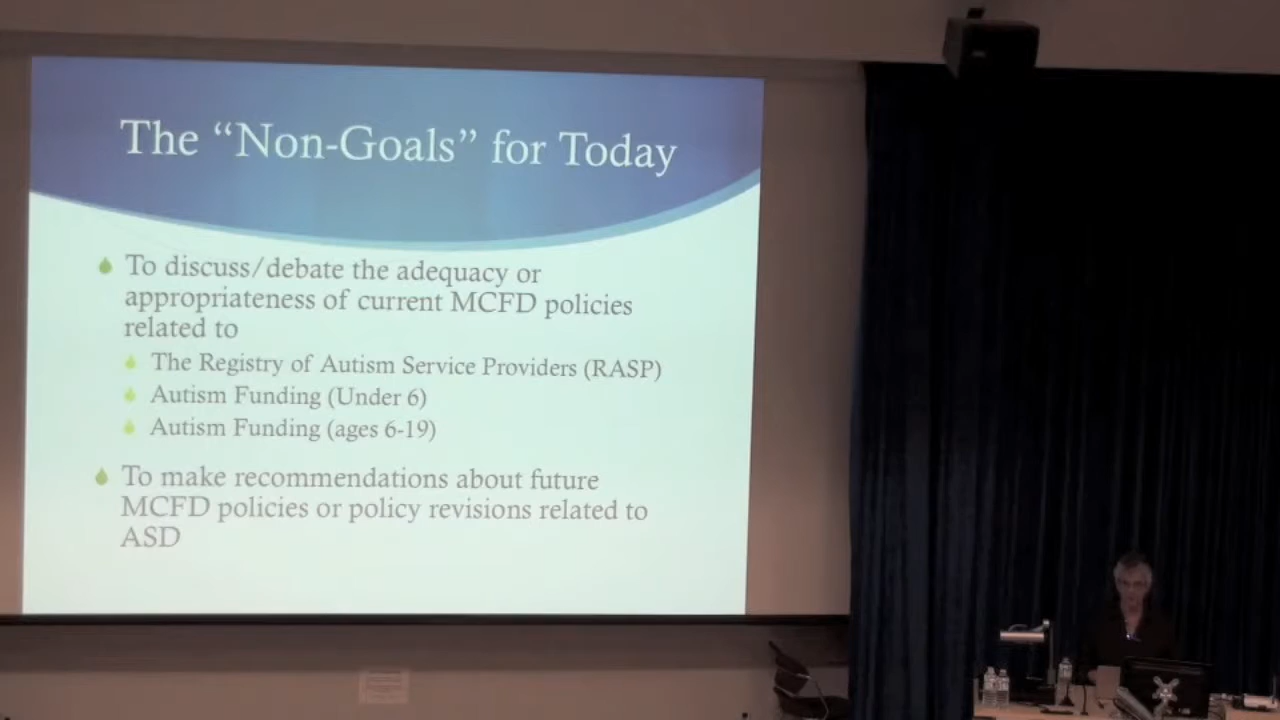 The “Non-Goals” for Today
To discuss/debate the adequacy or
appropriateness of current MCFD policies
related to
The Registry of Autism Service Providers (RASP)
Autism Funding (Under 6)
Autism Funding (ages 6-19)
To make recommendations about future
MCFD policies or policy revisions related to
ASD